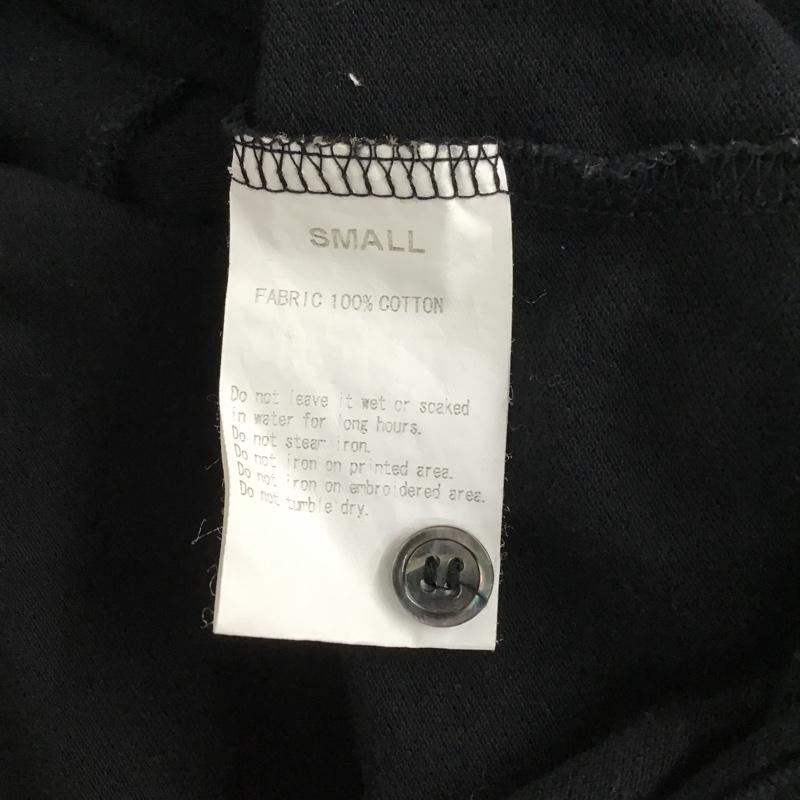 SMALL
FABRIC 100% COTTON
Do not leave it wet or soaked
in water for long hours.
Do not steam iron.
Do not iron on printed area.
Do not iron on embroidered area.
Do not tumble dry.